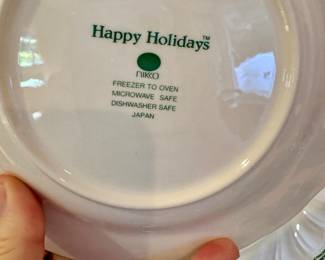 Happy Holidays™
nikko
FREEZER TO OVEN
MICROWAVE SAFE
DISHWASHER SAFE
JAPAN